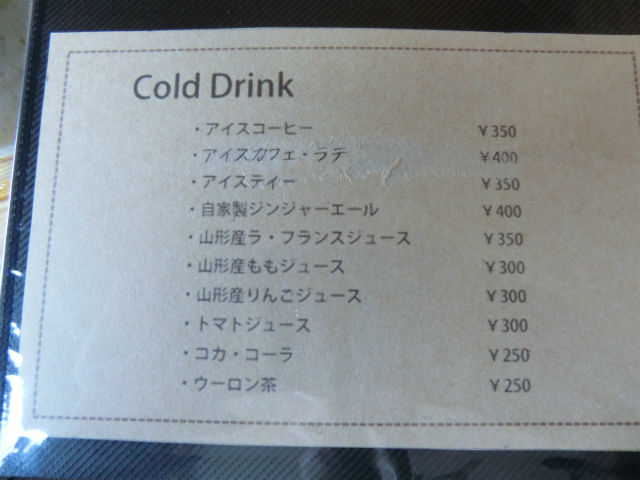 Cold Drink
・アイスコーヒー ¥350
・アイスカフェ・ラテ ¥400
・アイスティー ¥350
・自家製ジンジャーエール ¥400
・山形産ラ・フランスジュース ¥350
・山形産ももジュース ¥300
・山形産りんごジュース ¥300
・トマトジュース ¥300
・コカ・コーラ ¥250
・ウーロン茶 ¥250